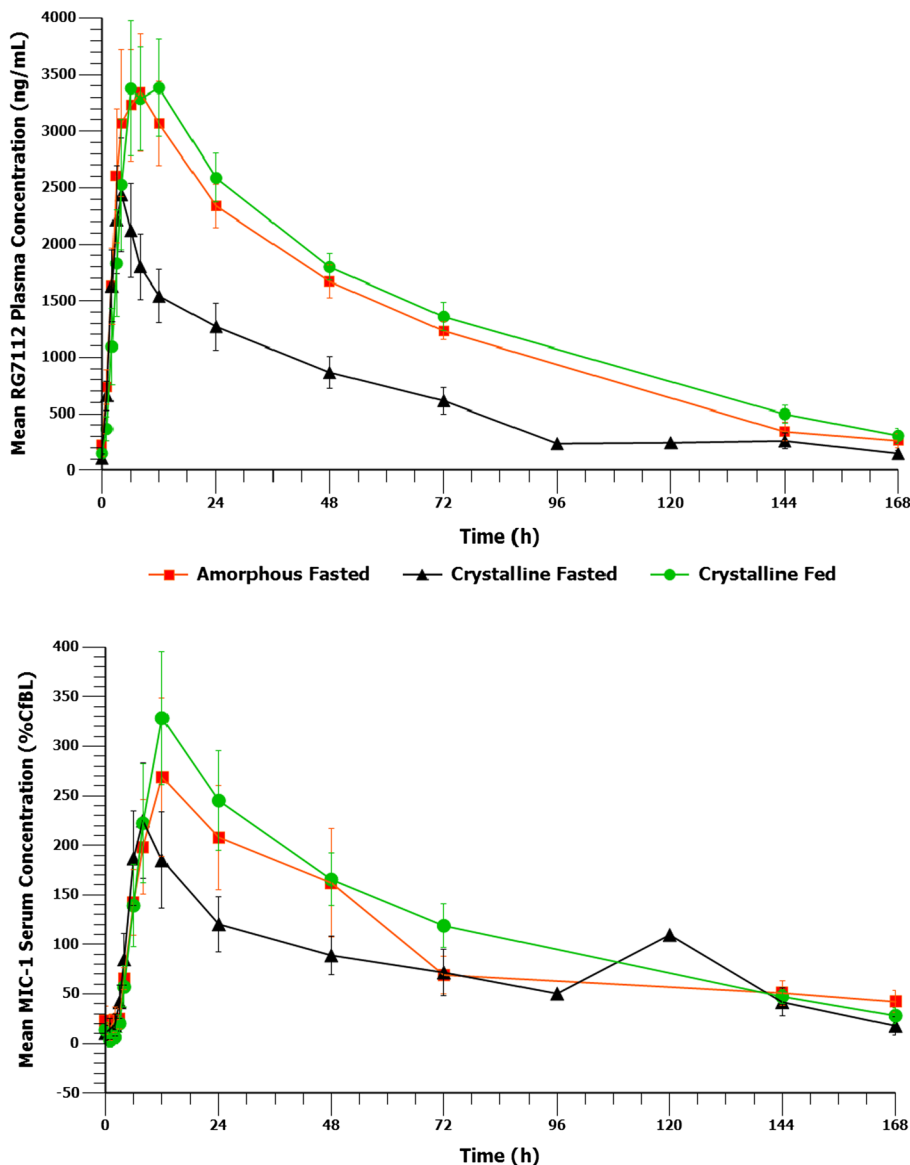 Mean RG7112 Plasma Concentration (ng/mL)
4000
3500
3000
2500
2000
1500
1000
500
0
0 24 48 72 96 120 144 168
Time (h)
Amorphous Fasted Crystalline Fasted Crystalline Fed
Mean MIC-1 Serum Concentration (%CfBL)
400
350
300
250
200
150
100
50
0
-50
0 24 48 72 96 120 144 168
Time (h)